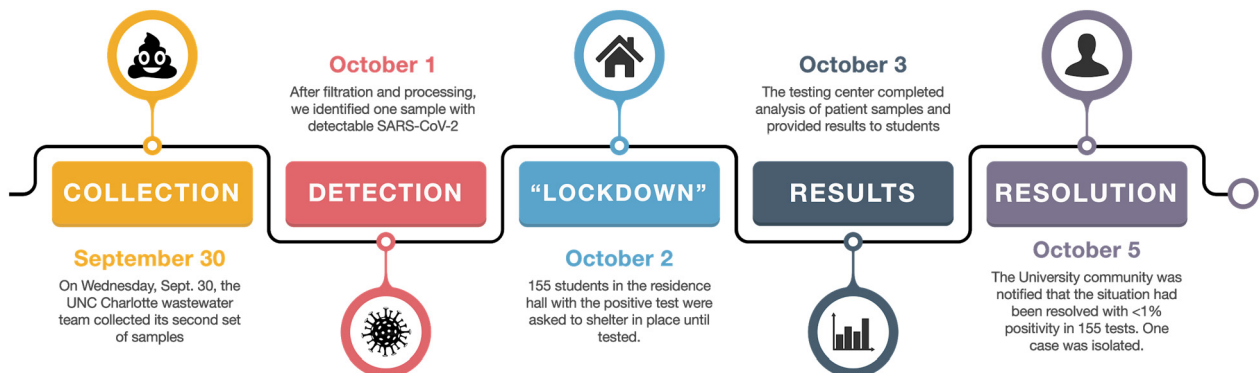 COLLECTION
September 30
On Wednesday, Sept. 30, the
UNC Charlotte wastewater
team collected its second set
of samples
October 1
After filtration and processing,
we identified one sample with
detectable SARS-CoV-2
DETECTION
"LOCKDOWN"
October 2
155 students in the residence
hall with the positive test were
asked to shelter in place until
tested.
October 3
The testing center completed
analysis of patient samples and
provided results to students
RESULTS
RESOLUTION
October 5
The University community was
notified that the situation had
been resolved with <1%
positivity in 155 tests. One
case was isolated.